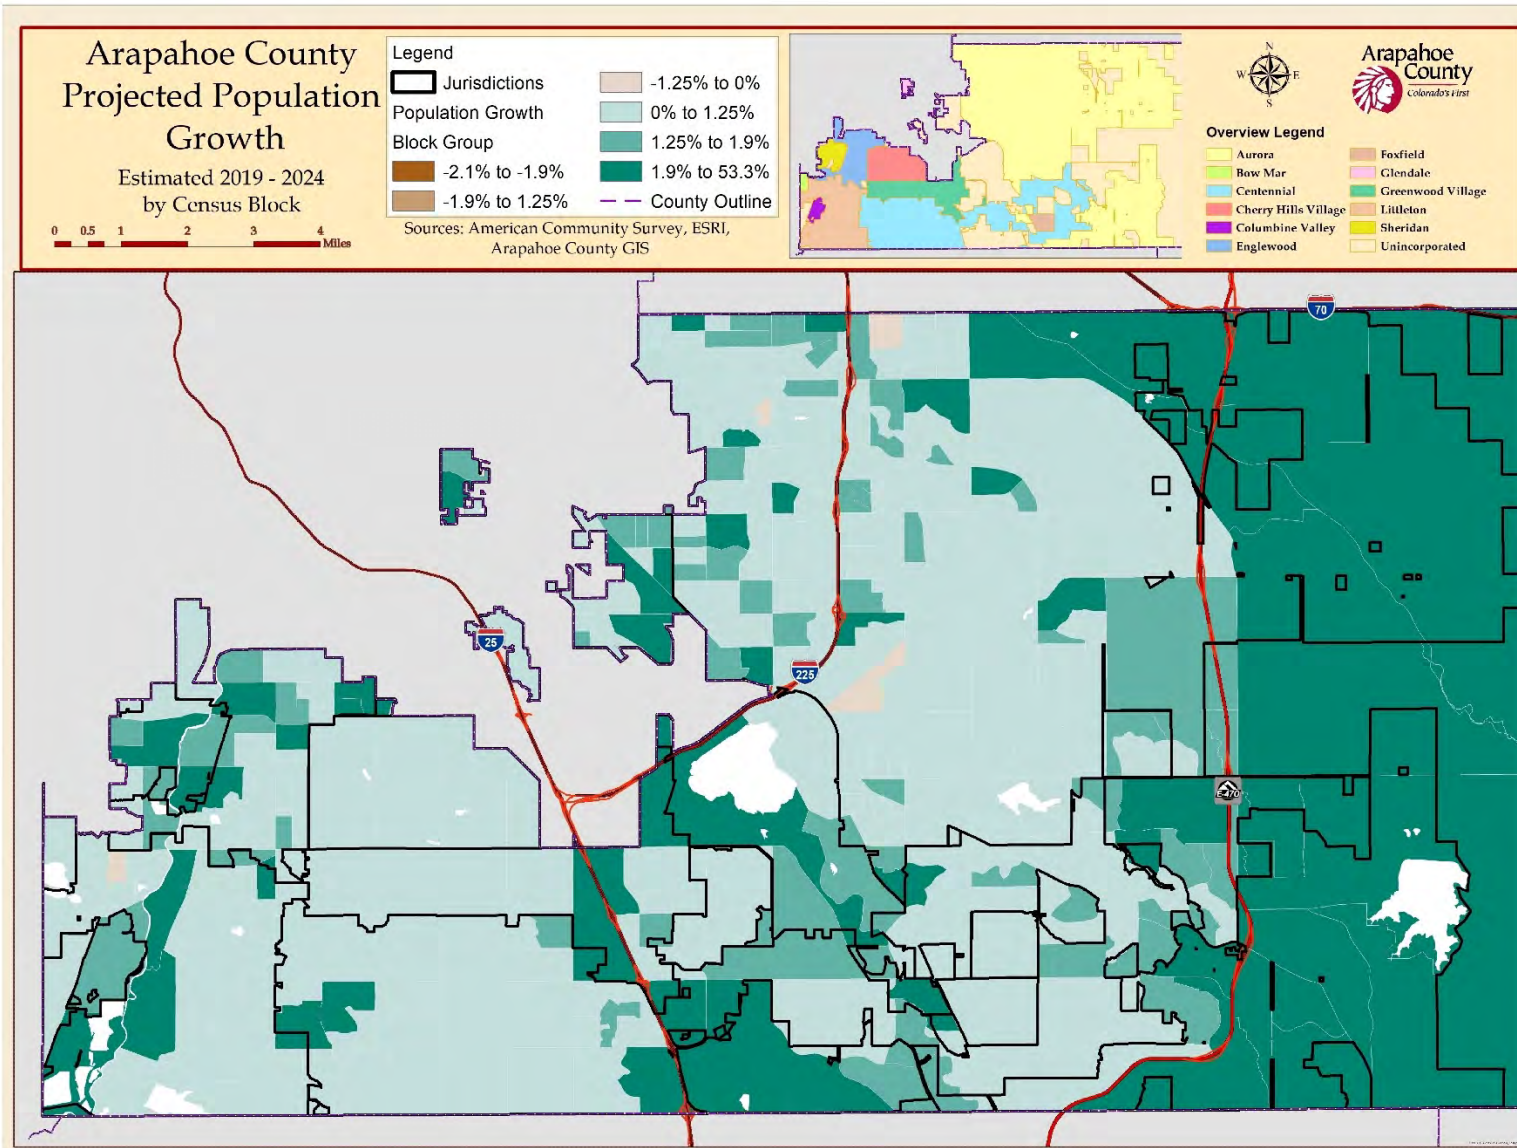 Arapahoe County
Projected Population
Growth
Estimated 2019 - 2024
by Census Block
0 0.5 1 2 3 4
Miles
Legend
Jurisdictions
Population Growth
Block Group
-2.1% to -1.9%
-1.9% to 1.25%
-1.25% to 0%
0% to 1.25%
1.25% to 1.9%
1.9% to 53.3%
County Outline
Sources: American Community Survey, ESRI,
Arapahoe County GIS
N
W E
S
Arapahoe
County
Colorado's First
Overview Legend
Aurora
Bow Mar
Centennial
Cherry Hills Village
Columbine Valley
Englewood
Foxfield
Glendale
Greenwood Village
Littleton
Sheridan
Unincorporated
70
25
225
E-470